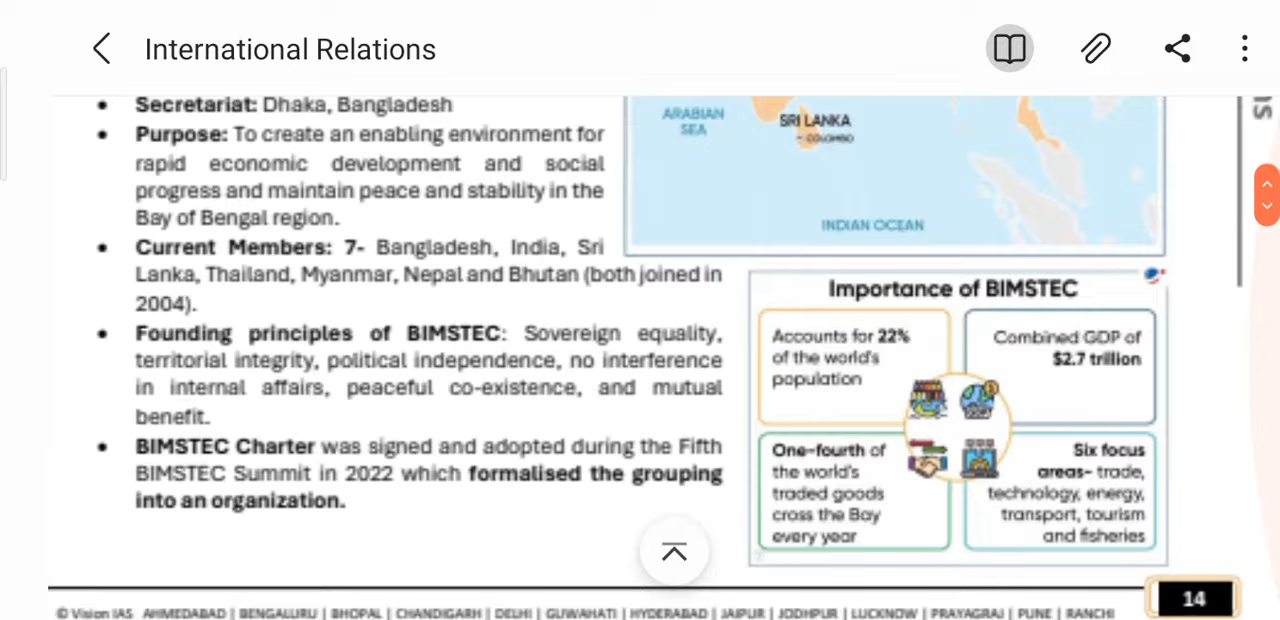 International Relations
Secretariat: Dhaka, Bangladesh
Purpose: To create an enabling environment for
rapid economic development and social
progress and maintain peace and stability in the
Bay of Bengal region.
Current Members: 7- Bangladesh, India, Sri
Lanka, Thailand, Myanmar, Nepal and Bhutan (both joined in
2004).
Founding principles of BIMSTEC: Sovereign equality,
territorial integrity, political independence, no interference
in internal affairs, peaceful co-existence, and mutual
benefit.
BIMSTEC Charter was signed and adopted during the Fifth
BIMSTEC Summit in 2022 which formalised the grouping
into an organization.
ARABIAN
SEA
SRI LANKA
COLOMBO
INDIAN OCEAN
Importance of BIMSTEC
Accounts for 22%
of the world's
population
Combined GDP of
$2.7 trillion
One-fourth of
the world's
traded goods
cross the Bay
every year
Six focus
areas- trade,
technology, energy,
transport, tourism
and fisheries
14
© Vision IAS AHMEDABAD | BENGALURU | BHOPAL | CHANDIGARH | DELHI | GUWAHATI | HYDERABAD | JAIPUR | JODHPUR | LUCKNOW | PRAYAGRAJ | PUNE | RANCHI